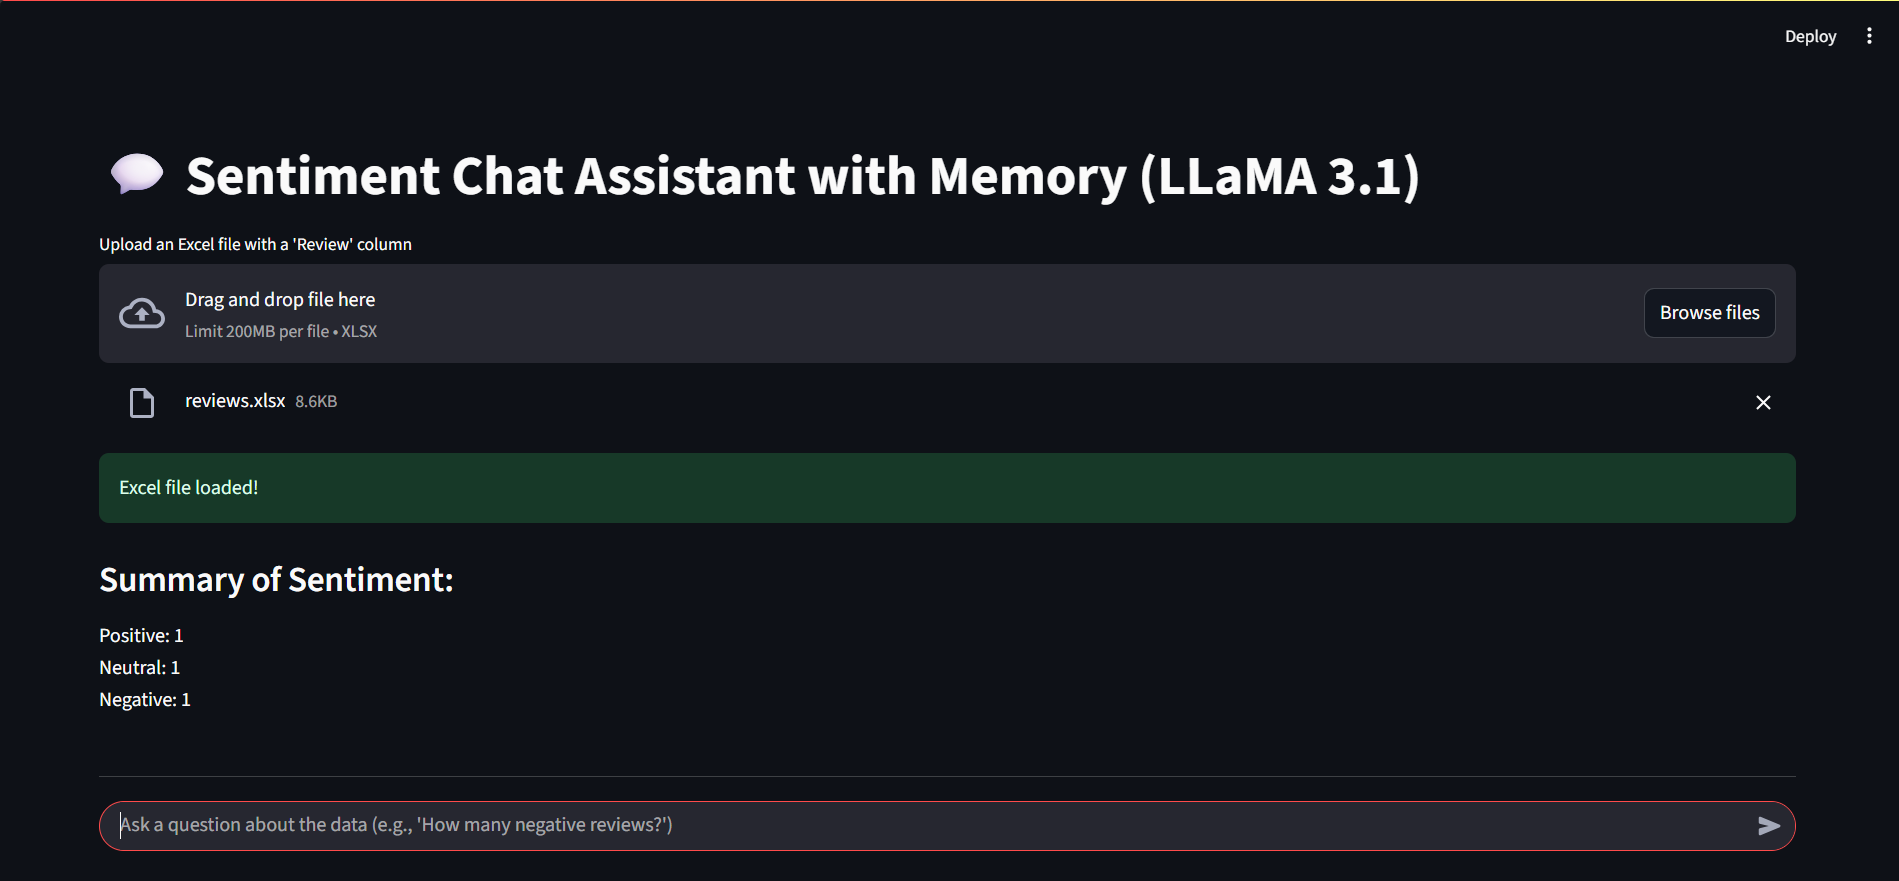 Deploy
Sentiment Chat Assistant with Memory (LLaMA 3.1)
Upload an Excel file with a 'Review' column
Drag and drop file here
Limit 200MB per file • XLSX
Browse files
reviews.xlsx 8.6KB
Excel file loaded!
Summary of Sentiment:
Positive: 1
Neutral: 1
Negative: 1
Ask a question about the data (e.g., 'How many negative reviews?')